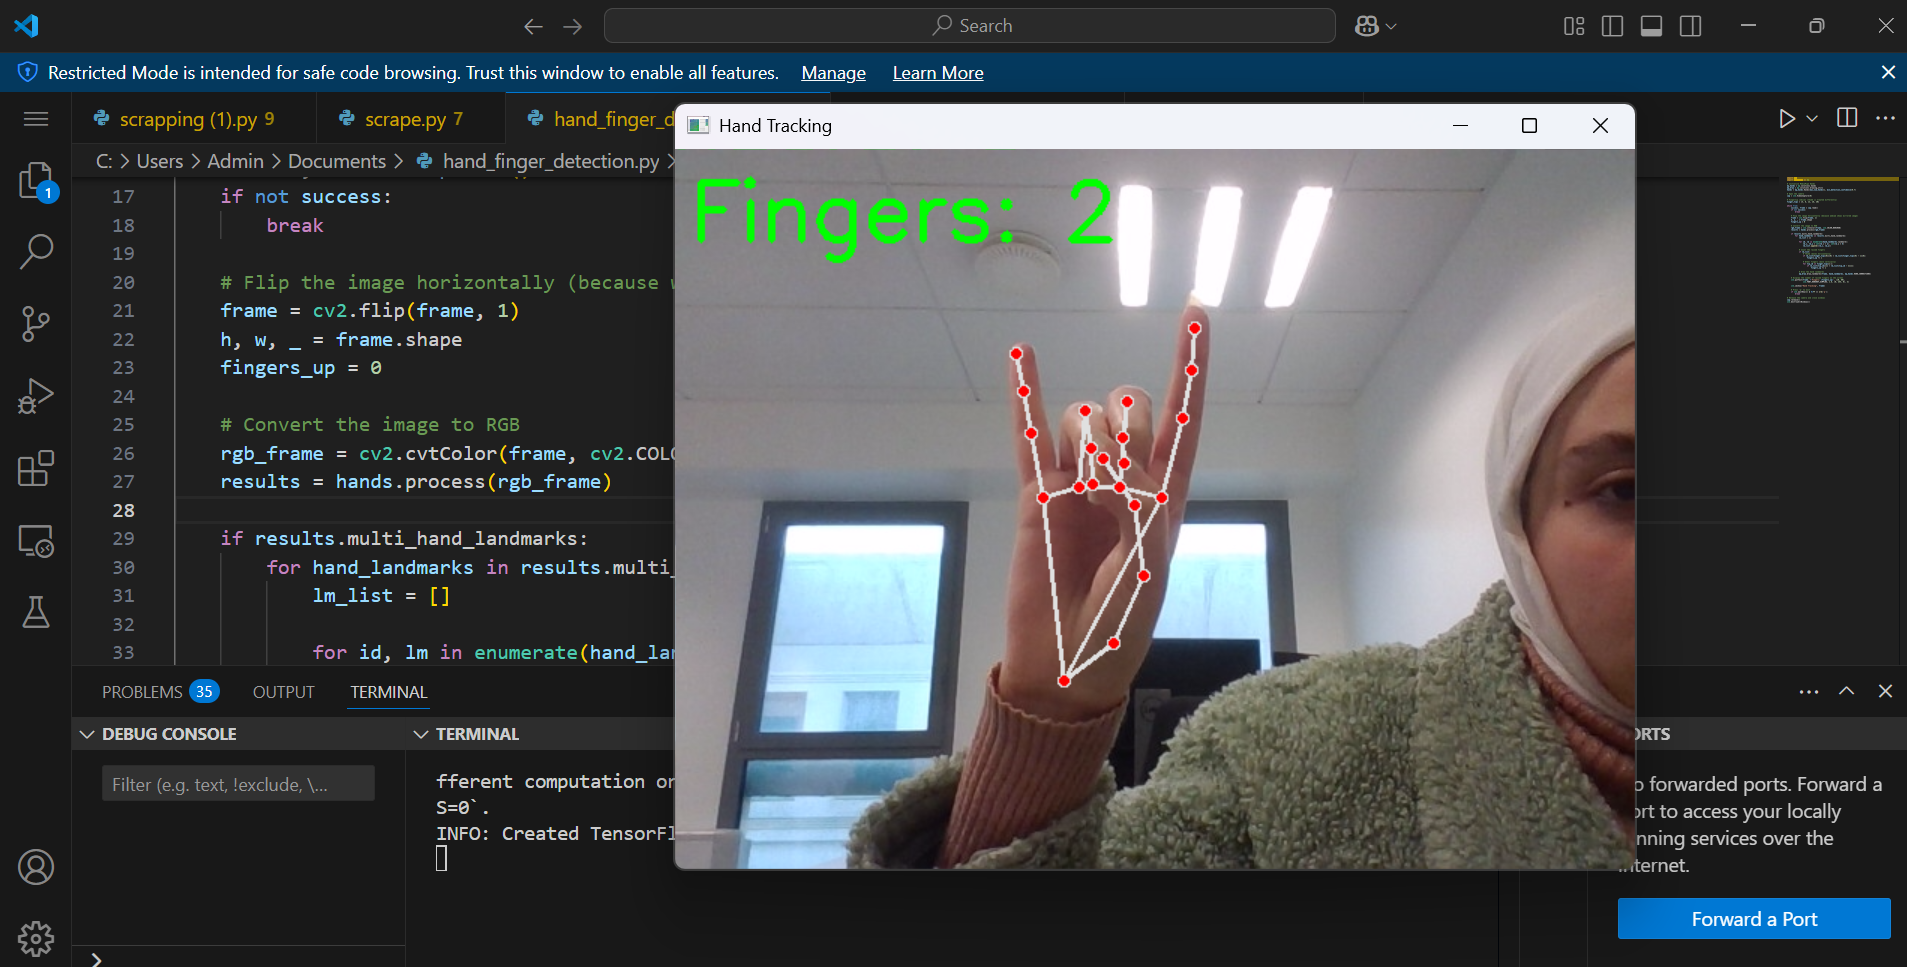 Search
Restricted Mode is intended for safe code browsing. Trust this window to enable all features. Manage Learn More
scrapping (1).py 9
scrape.py 7
hand_finger_d
C: > Users > Admin > Documents > hand_finger_detection.py >
Hand Tracking
Fingers: 2
17 if not success:
18 break
19
20 # Flip the image horizontally (because
21 frame = cv2.flip(frame, 1)
22 h, w, _ = frame.shape
23 fingers_up = 0
24
25 # Convert the image to RGB
26 rgb_frame = cv2.cvtColor(frame, cv2.COL
27 results = hands.process(rgb_frame)
28
29 if results.multi_hand_landmarks:
30 for hand_landmarks in results.multi_
31 lm_list = []
32
33 for id, lm in enumerate(hand_la
1
PROBLEMS 35 OUTPUT TERMINAL
DEBUG CONSOLE
Filter (e.g. text, !exclude, \...
TERMINAL
fferent computation or
S=0`.
INFO: Created TensorFl
ORTS
o forwarded ports. Forward a
ort to access your locally
nning services over the
nternet.
Forward a Port